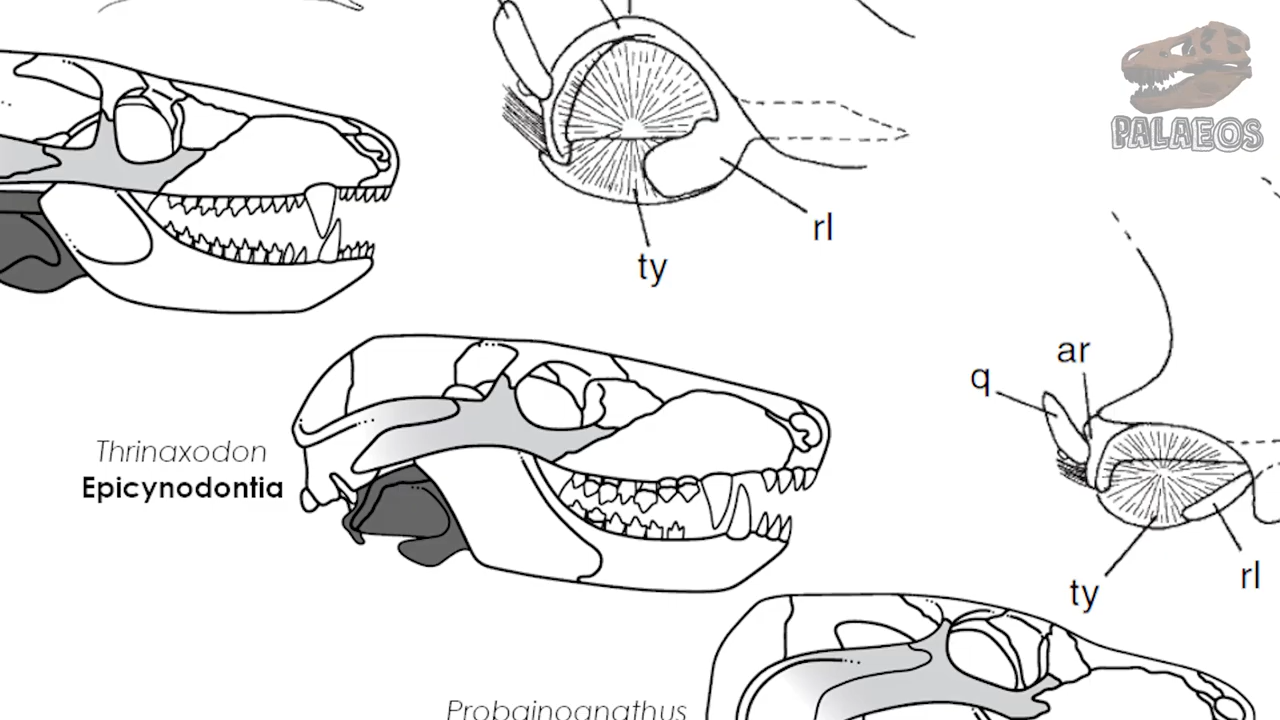 PALAEOS
rl
ty
ar
q
Thrinaxodon
Epicynodontia
rl
ty
Probainognathus